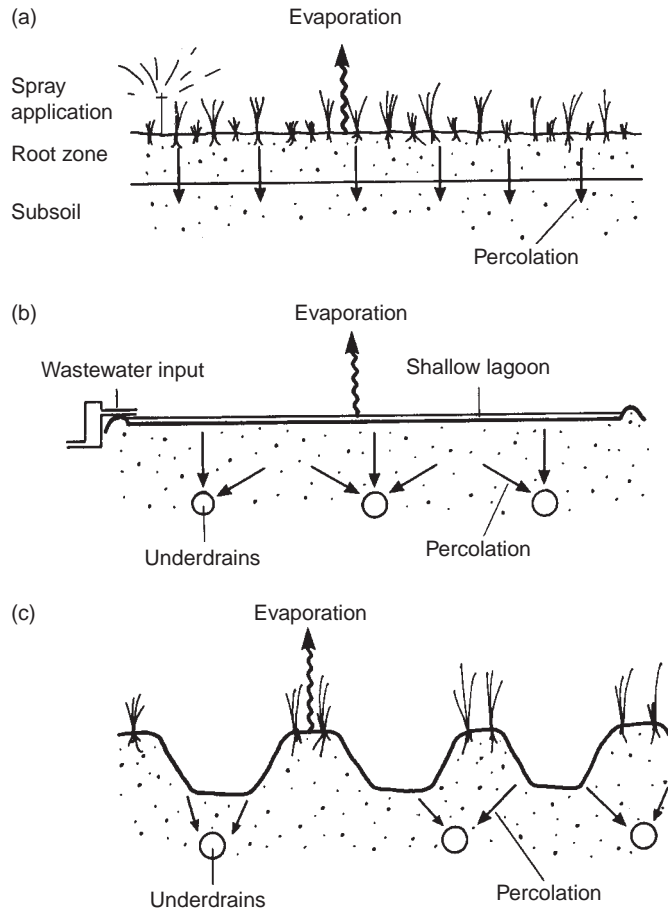 (a)
Evaporation
Spray
application
Root zone
Subsoil
Percolation
(b)
Evaporation
Wastewater input
Shallow lagoon
Underdrains
Percolation
(c)
Evaporation
Underdrains
Percolation